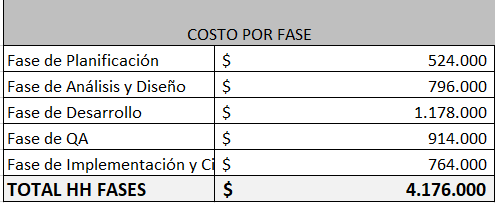 COSTO POR FASE
Fase de Planificación $ 524.000
Fase de Análisis y Diseño $ 796.000
Fase de Desarrollo $ 1.178.000
Fase de QA $ 914.000
Fase de Implementación y Ci $ 764.000
TOTAL HH FASES $ 4.176.000